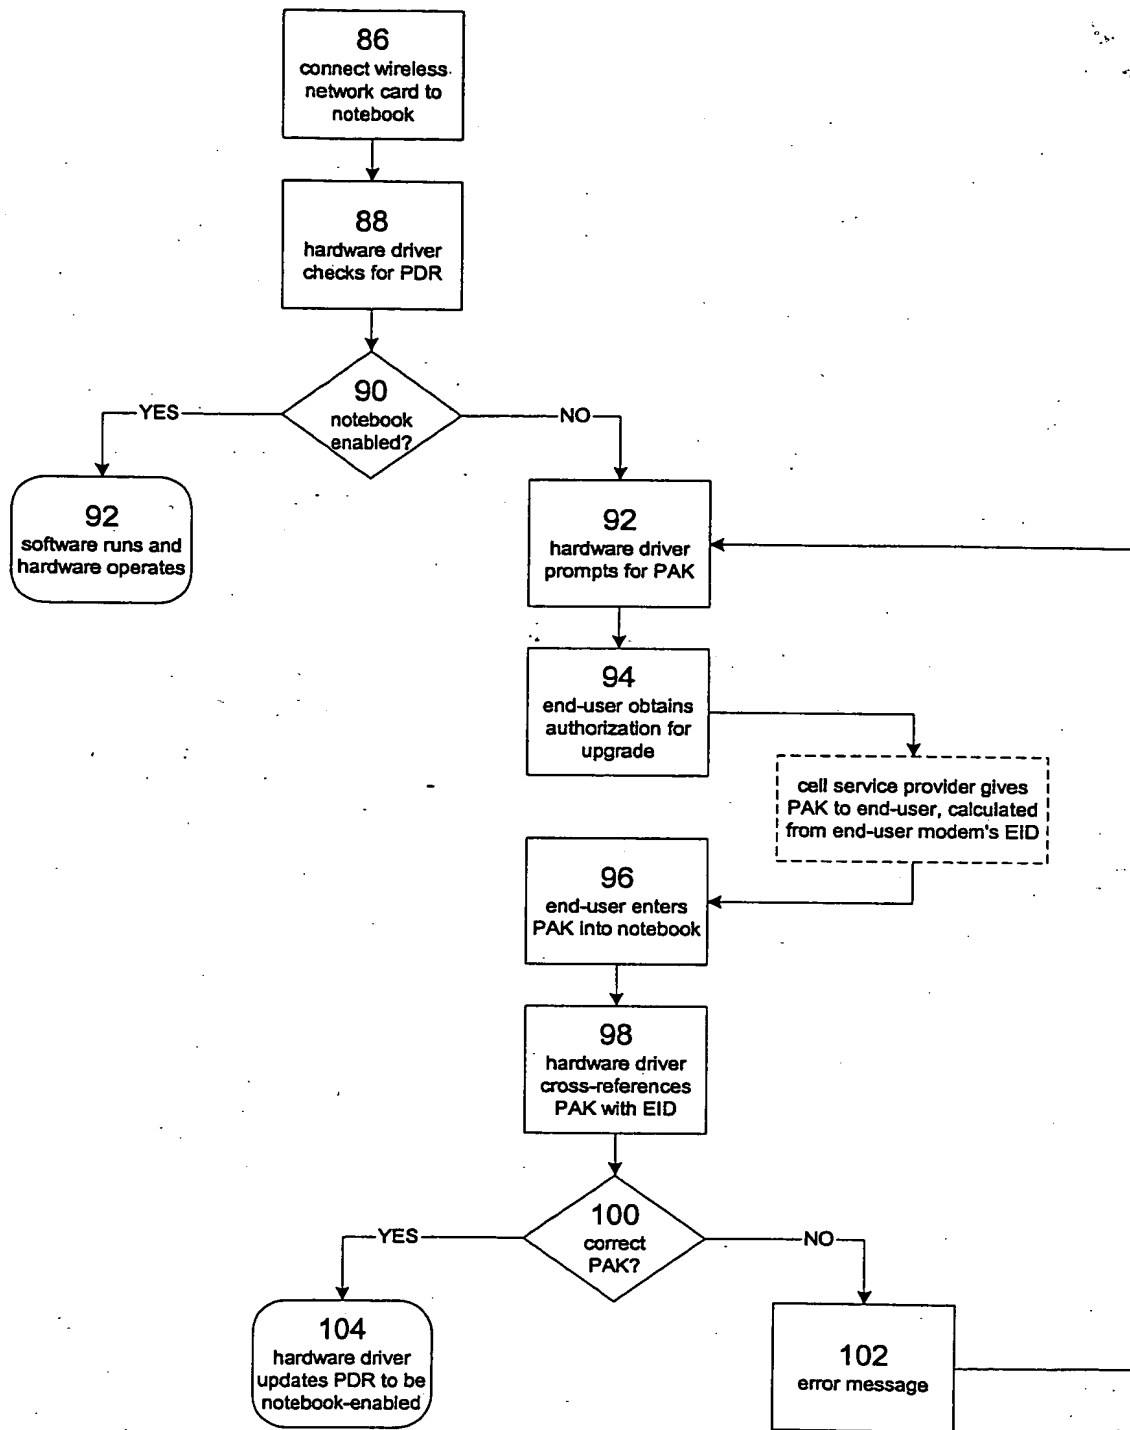 86
connect wireless
network card to
notebook
88
hardware driver
checks for PDR
90
notebook
enabled?
YES
NO
92
software runs and
hardware operates
92
hardware driver
prompts for PAK
94
end-user obtains
authorization for
upgrade
cell service provider gives
PAK to end-user, calculated
from end-user modem's EID
96
end-user enters
PAK into notebook
98
hardware driver
cross-references
PAK with EID
100
correct
PAK?
YES
NO
104
hardware driver
updates PDR to be
notebook-enabled
102
error message